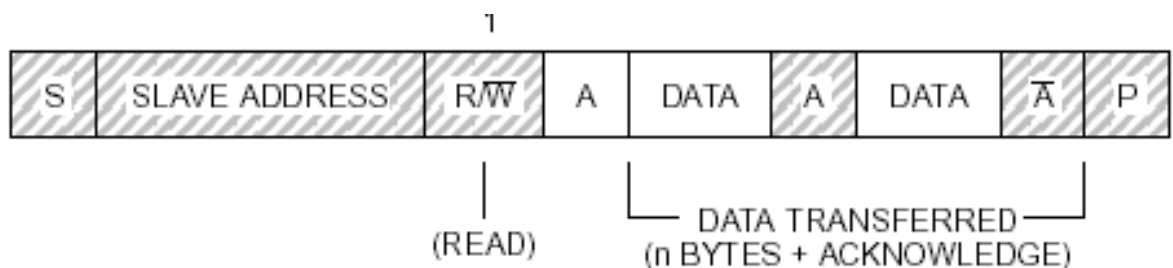 1
S SLAVE ADDRESS R/W̅ A DATA A DATA A̅ P
(READ)
DATA TRANSFERRED
(n BYTES + ACKNOWLEDGE)